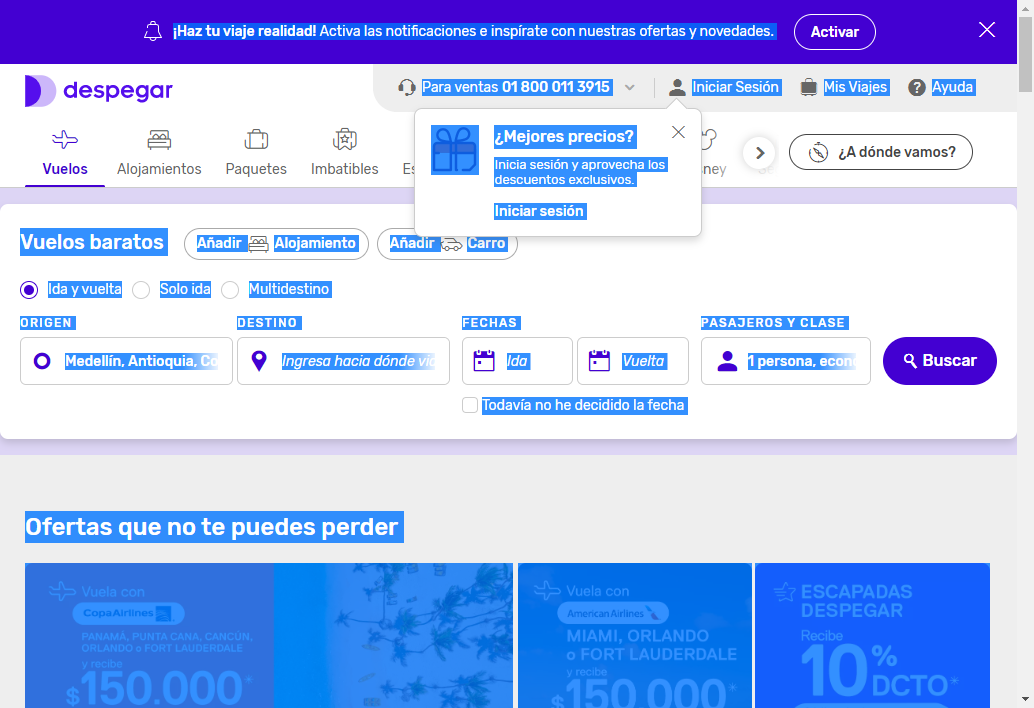 ¡Haz tu viaje realidad! Activa las notificaciones e inspírate con nuestras ofertas y novedades.
Activar
despegar
Para ventas 01 800 011 3915
Iniciar Sesión
Mis Viajes
Ayuda
Vuelos
Alojamientos
Paquetes
Imbatibles
¿A dónde vamos?
¿Mejores precios?
Inicia sesión y aprovecha los
descuentos exclusivos.
Iniciar sesión
Vuelos baratos
Añadir Alojamiento
Añadir Carro
Ida y vuelta
Solo ida
Multidestino
ORIGEN
DESTINO
FECHAS
PASAJEROS Y CLASE
Medellín, Antioquia, Co
Ingresa hacia dónde via
Ida
Vuelta
1 persona, econ
Buscar
Todavía no he decidido la fecha
Ofertas que no te puedes perder
Vuela con
CopaAirlines
PANAMÁ, PUNTA CANA, CANCÚN,
ORLANDO o FORT LAUDERDALE
y recibe
$150.000*
Vuela con
American Airlines
MIAMI, ORLANDO
o FORT LAUDERDALE
y recibe
$150.000*
ESCAPADAS
DESPEGAR
Recibe
10% DCTO*